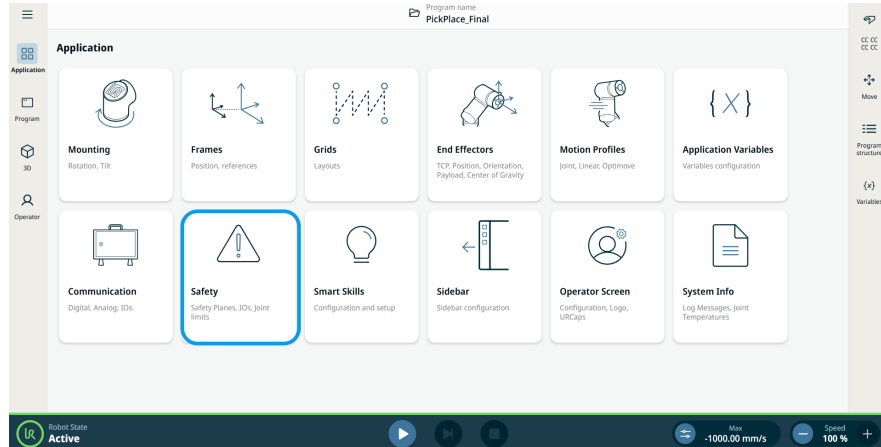 Program name
PickPlace_Final
Application
Application
Program
3D
Operator
Mounting
Rotation, Tilt
Frames
Position, references
Grids
Layouts
End Effectors
TCP, Position, Orientation,
Payload, Center of Gravity
Motion Profiles
Joint, Linear, Optimove
{X}
Application Variables
Variables configuration
Communication
Digital, Analog, IOs.
Safety
Safety Planes, IOs, Joint
limits
Smart Skills
Configuration and setup
Sidebar
Sidebar configuration
Operator Screen
Configuration, Logo,
URCaps
System Info
Log Messages, Joint
Temperatures
CC CC
CC CC
Move
Program
structure
{x}
Variables
UR
Robot State
Active
Max
-1000.00 mm/s
Speed
100 %